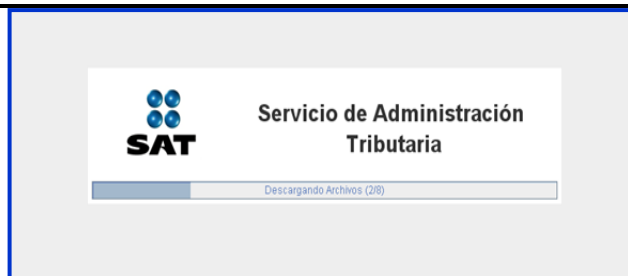 SAT
Servicio de Administración
Tributaria
Descargando Archivos (2/8)